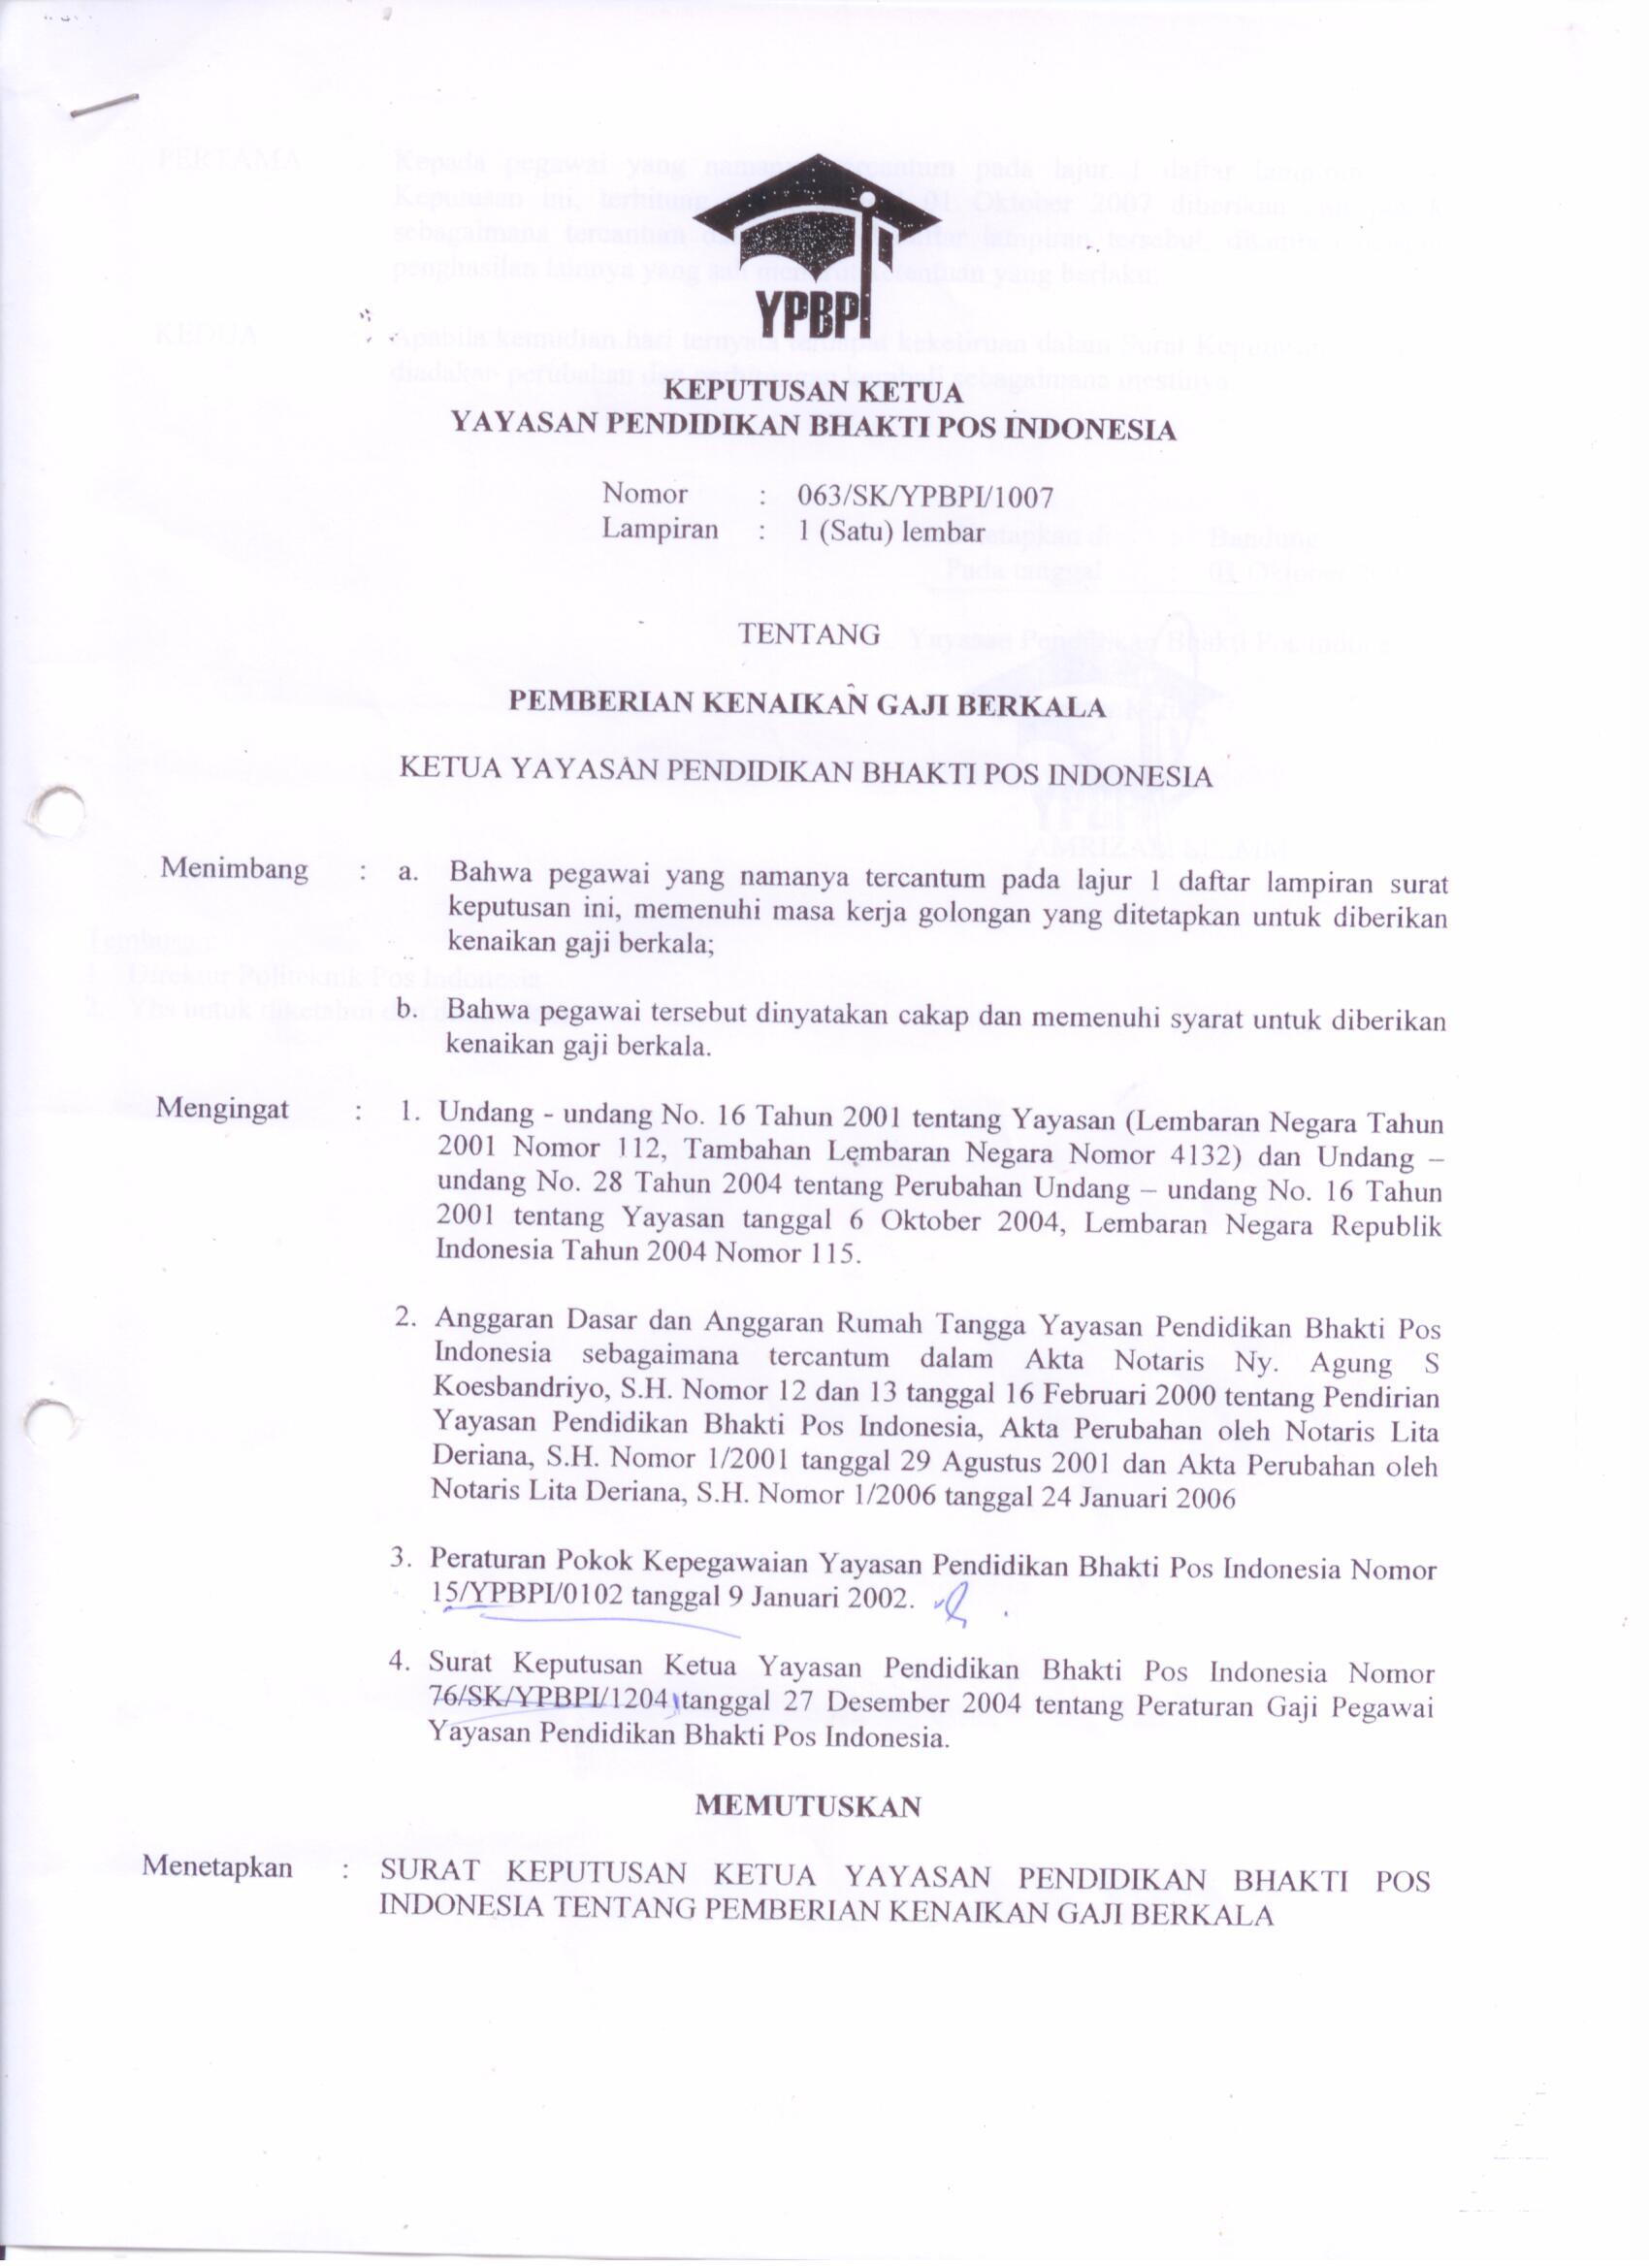 YPBPI
KEPUTUSAN KETUA
YAYASAN PENDIDIKAN BHAKTI POS INDONESIA
Nomor : 063/SK/YPBPI/1007
Lampiran : 1 (Satu) lembar
TENTANG
PEMBERIAN KENAIKAN GAJI BERKALA
KETUA YAYASAN PENDIDIKAN BHAKTI POS INDONESIA
Menimbang : a. Bahwa pegawai yang namanya tercantum pada lajur 1 daftar lampiran surat
keputusan ini, memenuhi masa kerja golongan yang ditetapkan untuk diberikan
kenaikan gaji berkala;
b. Bahwa pegawai tersebut dinyatakan cakap dan memenuhi syarat untuk diberikan
kenaikan gaji berkala.
Mengingat : 1. Undang - undang No. 16 Tahun 2001 tentang Yayasan (Lembaran Negara Tahun
2001 Nomor 112, Tambahan Lembaran Negara Nomor 4132) dan Undang –
undang No. 28 Tahun 2004 tentang Perubahan Undang – undang No. 16 Tahun
2001 tentang Yayasan tanggal 6 Oktober 2004, Lembaran Negara Republik
Indonesia Tahun 2004 Nomor 115.
2. Anggaran Dasar dan Anggaran Rumah Tangga Yayasan Pendidikan Bhakti Pos
Indonesia sebagaimana tercantum dalam Akta Notaris Ny. Agung S
Koesbandriyo, S.H. Nomor 12 dan 13 tanggal 16 Februari 2000 tentang Pendirian
Yayasan Pendidikan Bhakti Pos Indonesia, Akta Perubahan oleh Notaris Lita
Deriana, S.H. Nomor 1/2001 tanggal 29 Agustus 2001 dan Akta Perubahan oleh
Notaris Lita Deriana, S.H. Nomor 1/2006 tanggal 24 Januari 2006
3. Peraturan Pokok Kepegawaian Yayasan Pendidikan Bhakti Pos Indonesia Nomor
15/YPBPI/0102 tanggal 9 Januari 2002.
4. Surat Keputusan Ketua Yayasan Pendidikan Bhakti Pos Indonesia Nomor
76/SK/YPBPI/1204 tanggal 27 Desember 2004 tentang Peraturan Gaji Pegawai
Yayasan Pendidikan Bhakti Pos Indonesia.
MEMUTUSKAN
Menetapkan : SURAT KEPUTUSAN KETUA YAYASAN PENDIDIKAN BHAKTI POS
INDONESIA TENTANG PEMBERIAN KENAIKAN GAJI BERKALA